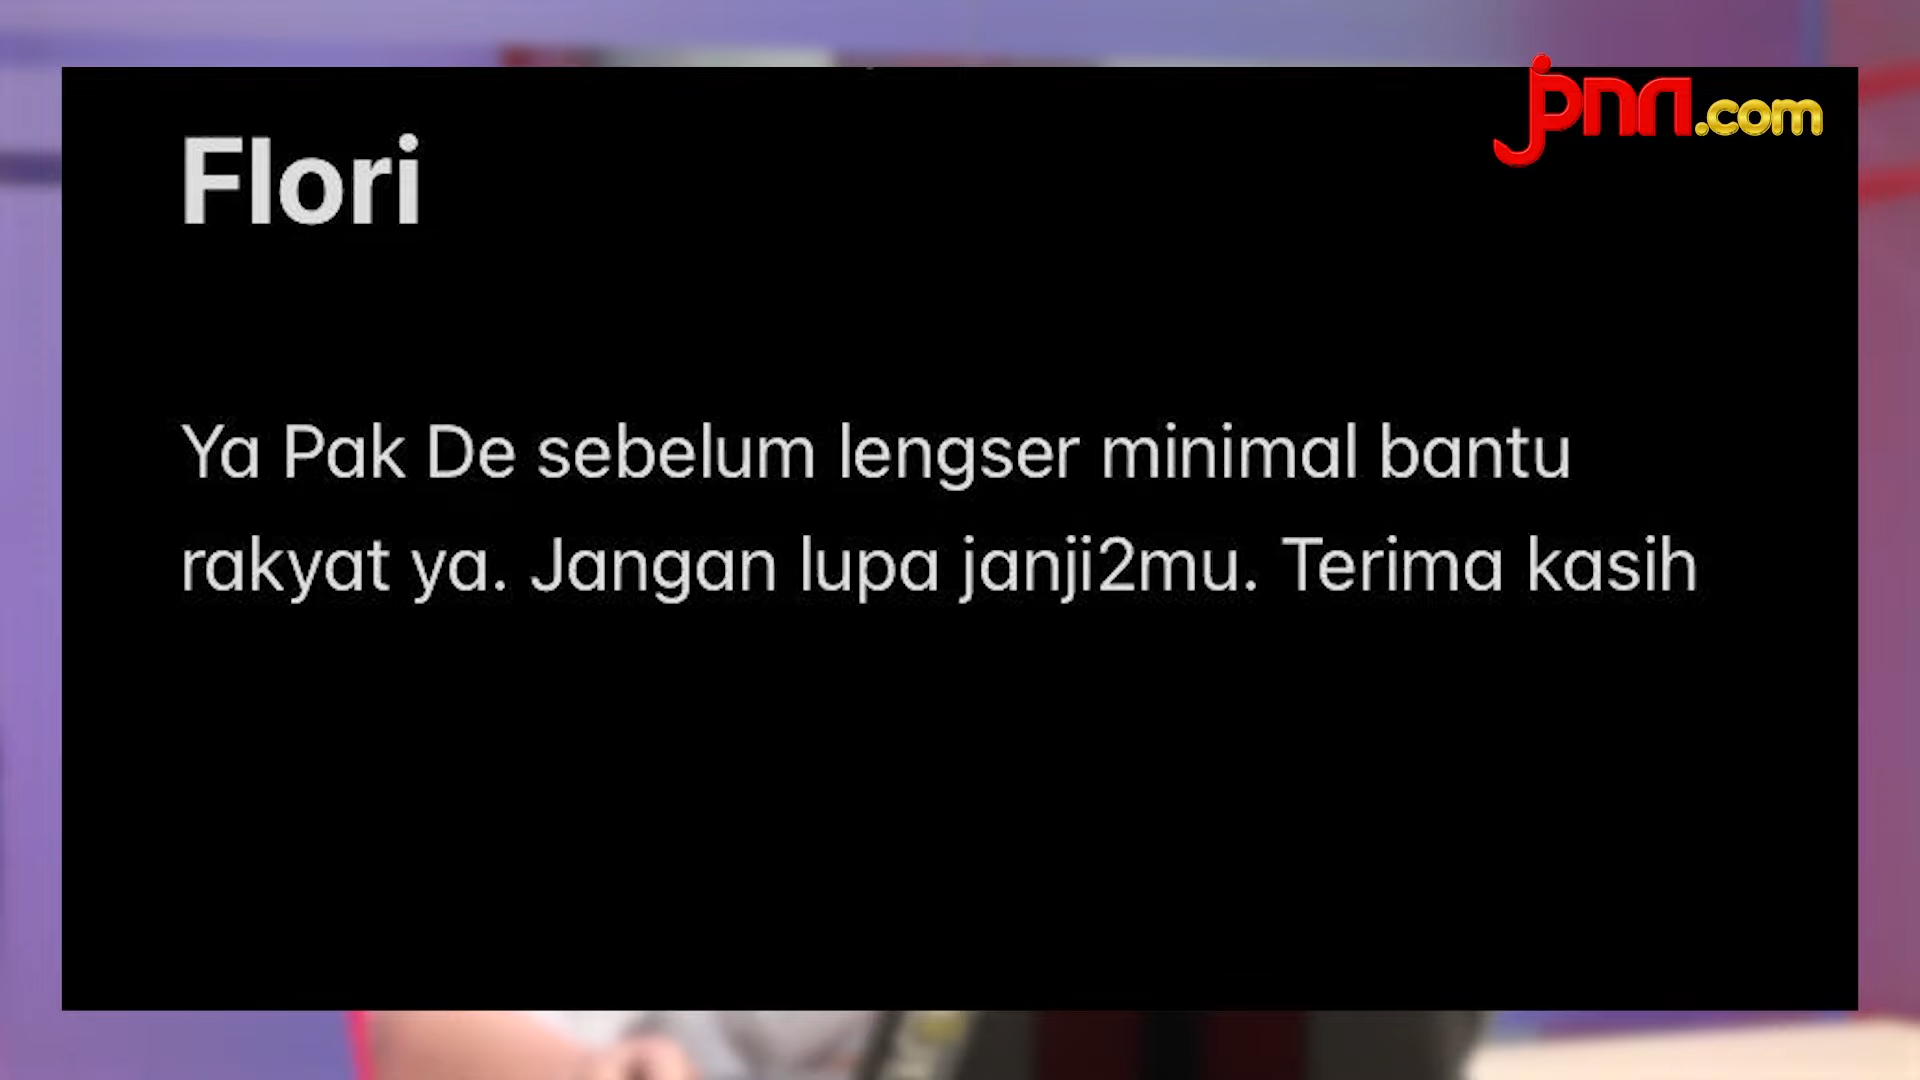 jpnn.com
Flori
Ya Pak De sebelum lengser minimal bantu
rakyat ya. Jangan lupa janji2mu. Terima kasih